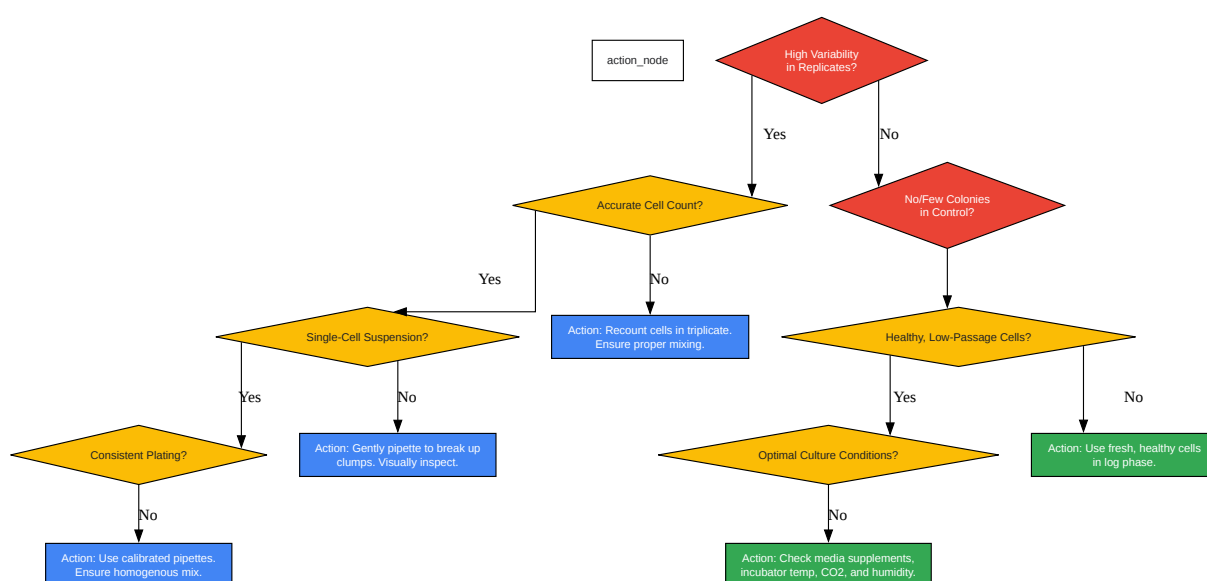 High Variability
in Replicates?
action_node
Yes
No
Accurate Cell Count?
No/Few Colonies
in Control?
Yes
No
Single-Cell Suspension?
Action: Recount cells in triplicate.
Ensure proper mixing.
Healthy, Low-Passage Cells?
Yes
No
Yes
No
Consistent Plating?
Action: Gently pipette to break up
clumps. Visually inspect.
Optimal Culture Conditions?
Action: Use fresh, healthy cells
in log phase.
No
No
Action: Use calibrated pipettes.
Ensure homogenous mix.
Action: Check media supplements,
incubator temp, CO2, and humidity.